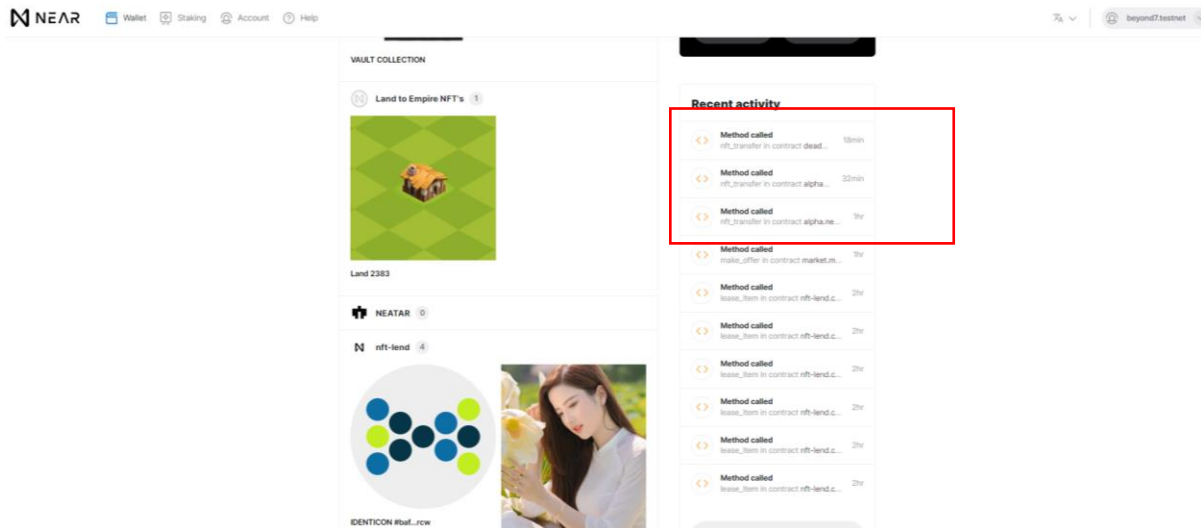 NEAR
Wallet
Staking
Account
Help
beyond7.testnet
VAULT COLLECTION
Land to Empire NFT's 1
Land 2383
NEATAR 0
nft-lend 4
IDENTICON #baf...rcw
Recent activity
Method called
nft_transfer in contract dead... 18min
Method called
nft_transfer in contract alpha... 32min
Method called
nft_transfer in contract alpha.ne... 1hr
Method called
make_offer in contract market.m... 1hr
Method called
lease_item in contract nft-lend.c... 2hr
Method called
lease_item in contract nft-lend.c... 2hr
Method called
lease_item in contract nft-lend.c... 2hr
Method called
lease_item in contract nft-lend.c... 2hr
Method called
lease_item in contract nft-lend.c... 2hr
Method called
lease_item in contract nft-lend.c... 2hr